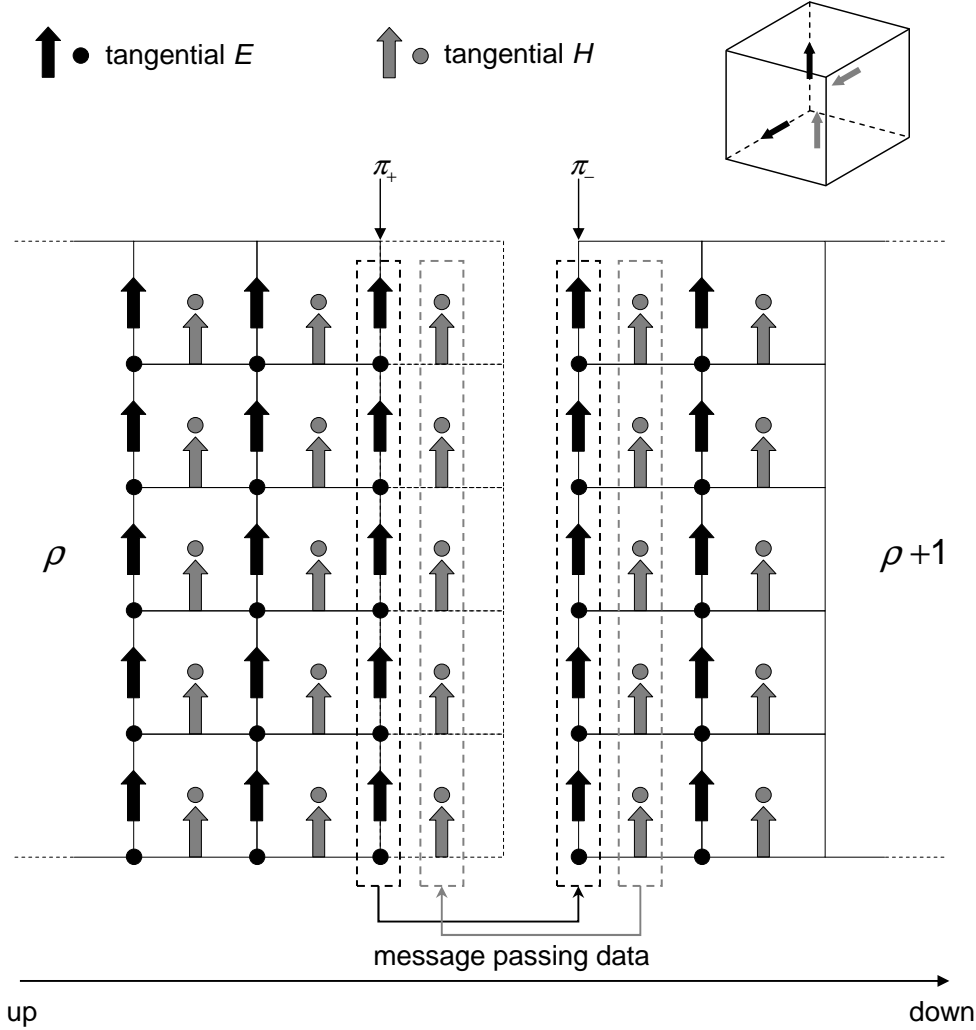 tangential E
tangential H
π+
π−
ρ
ρ+1
message passing data
up
down